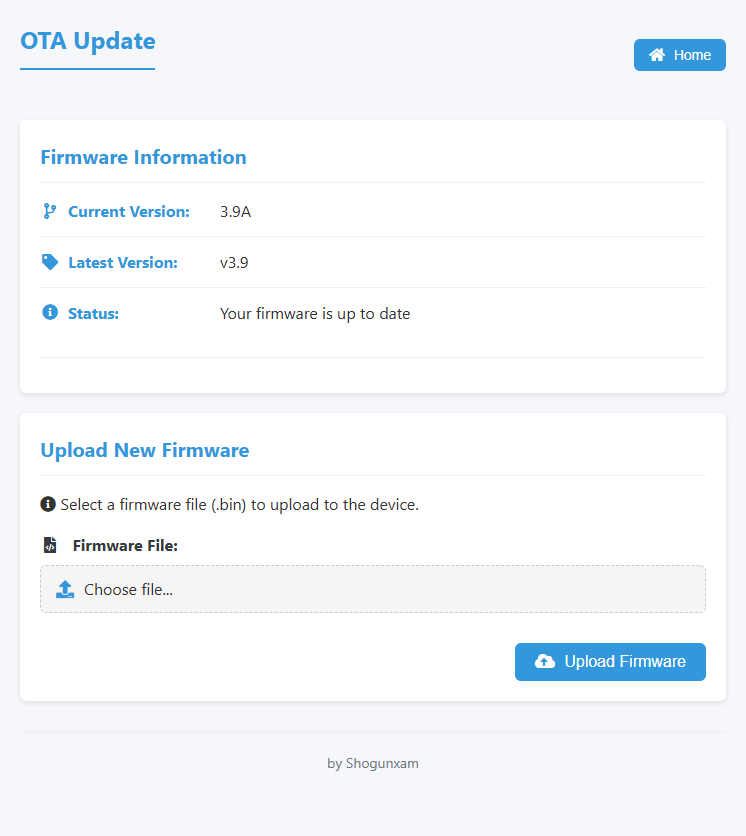 OTA Update
Home
Firmware Information
Current Version: 3.9A
Latest Version: v3.9
Status: Your firmware is up to date
Upload New Firmware
Select a firmware file (.bin) to upload to the device.
Firmware File:
Choose file...
Upload Firmware
by Shogunxam